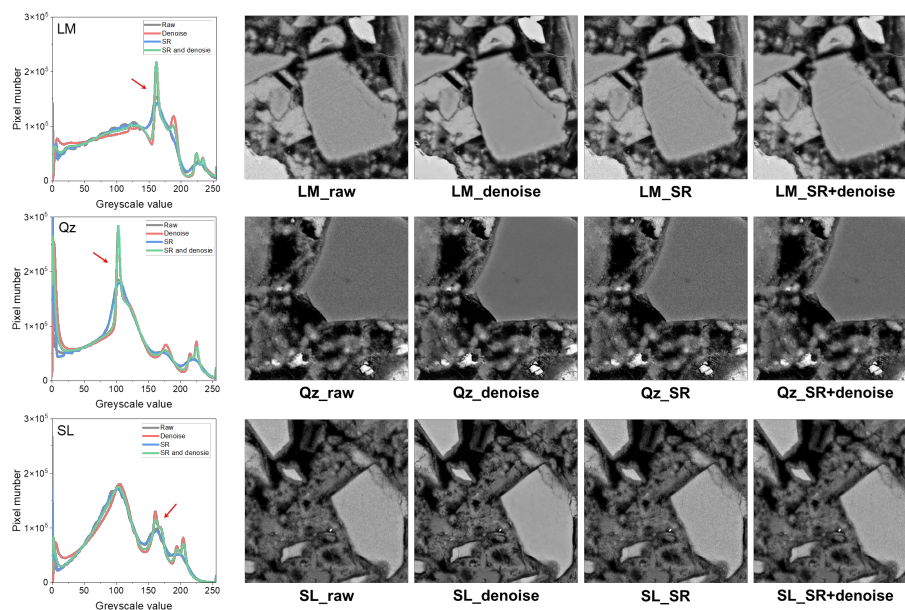 LM
Raw
Denoise
SR
SR and denosie
3×10⁵
2×10⁵
1×10⁵
0
Pixel munber
0 50 100 150 200 250
Greyscale value
LM_raw LM_denoise LM_SR LM_SR+denoise
Qz
Raw
Denoise
SR
SR and denosie
3×10⁵
2×10⁵
1×10⁵
0
Pixel munber
0 50 100 150 200 250
Greyscale value
Qz_raw Qz_denoise Qz_SR Qz_SR+denoise
SL
Raw
Denoise
SR
SR and denosie
3×10⁵
2×10⁵
1×10⁵
0
Pixel munber
0 50 100 150 200 250
Greyscale value
SL_raw SL_denoise SL_SR SL_SR+denoise